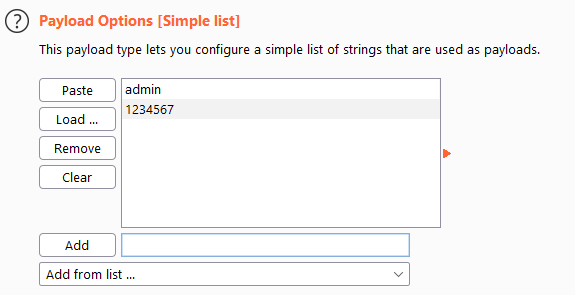 ? Payload Options [Simple list]
This payload type lets you configure a simple list of strings that are used as payloads.
Paste
admin
Load ...
1234567
Remove
Clear
Add
Add from list ...